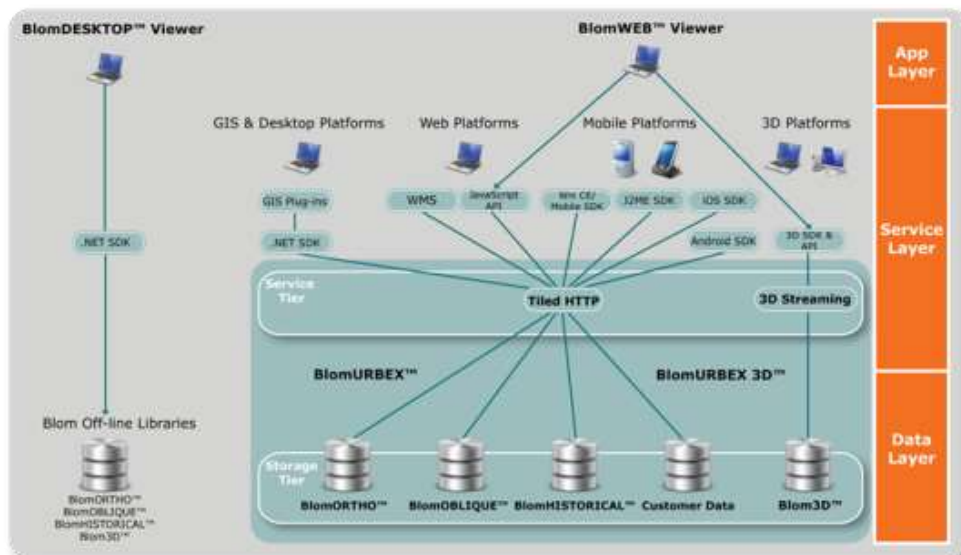 BlomDESKTOP™ Viewer
BlomWEB™ Viewer
App
Layer
GIS & Desktop Platforms
Web Platforms
Mobile Platforms
3D Platforms
GIS Plug-ins
WMS
JavaScript
API
Win CE/
Mobile SDK
J2ME SDK
iOS SDK
.NET SDK
.NET SDK
Android SDK
3D SDK &
API
Service
Layer
Service
Tier
Tiled HTTP
3D Streaming
BlomURBEX™
BlomURBEX 3D™
Blom Off-line Libraries
Data
Layer
Storage
Tier
BlomORTHO™
BlomOBLIQUE™
BlomHISTORICAL™
Blom3D™
BlomORTHO™
BlomOBLIQUE™
BlomHISTORICAL™
Customer Data
Blom3D™